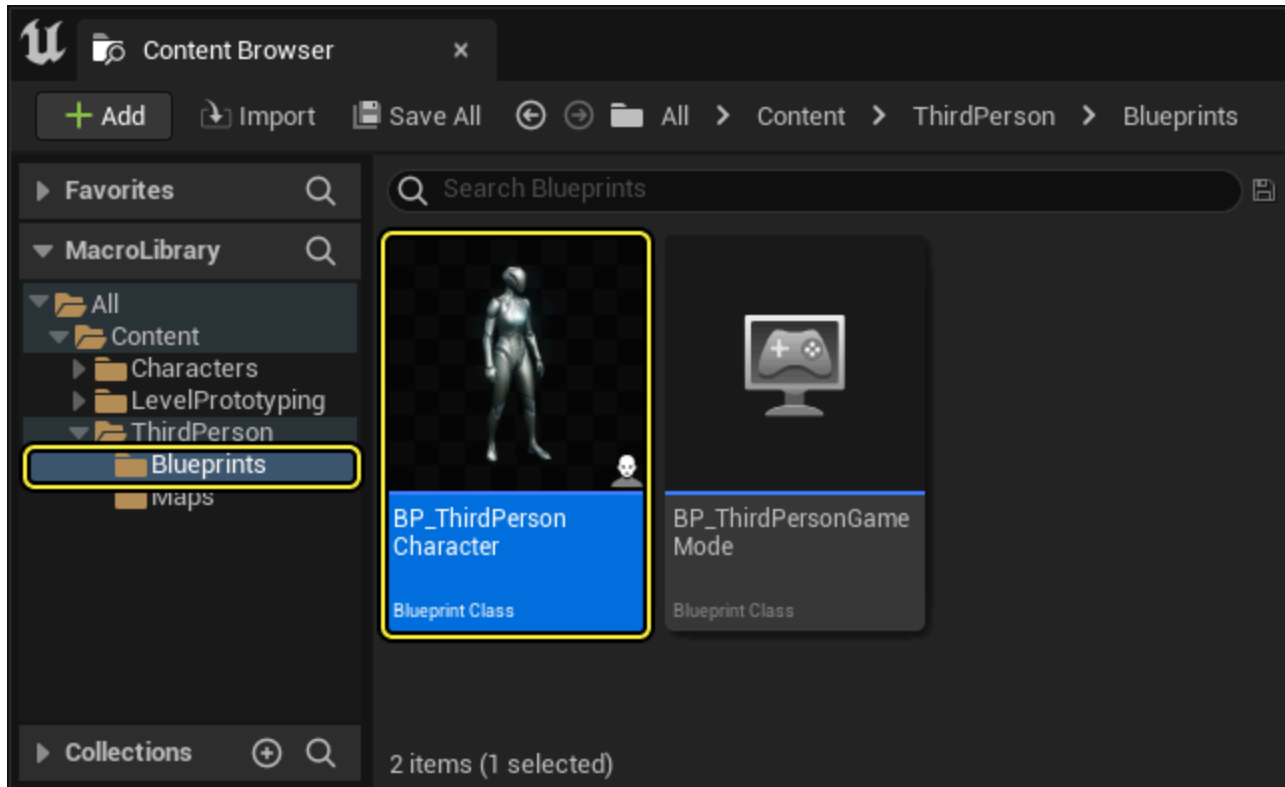 Content Browser
Add Import Save All All > Content > ThirdPerson > Blueprints
Favorites
Search Blueprints
MacroLibrary
All
Content
Characters
LevelPrototyping
ThirdPerson
Blueprints
Maps
BP_ThirdPerson
Character
Blueprint Class
BP_ThirdPersonGame
Mode
Blueprint Class
Collections
2 items (1 selected)